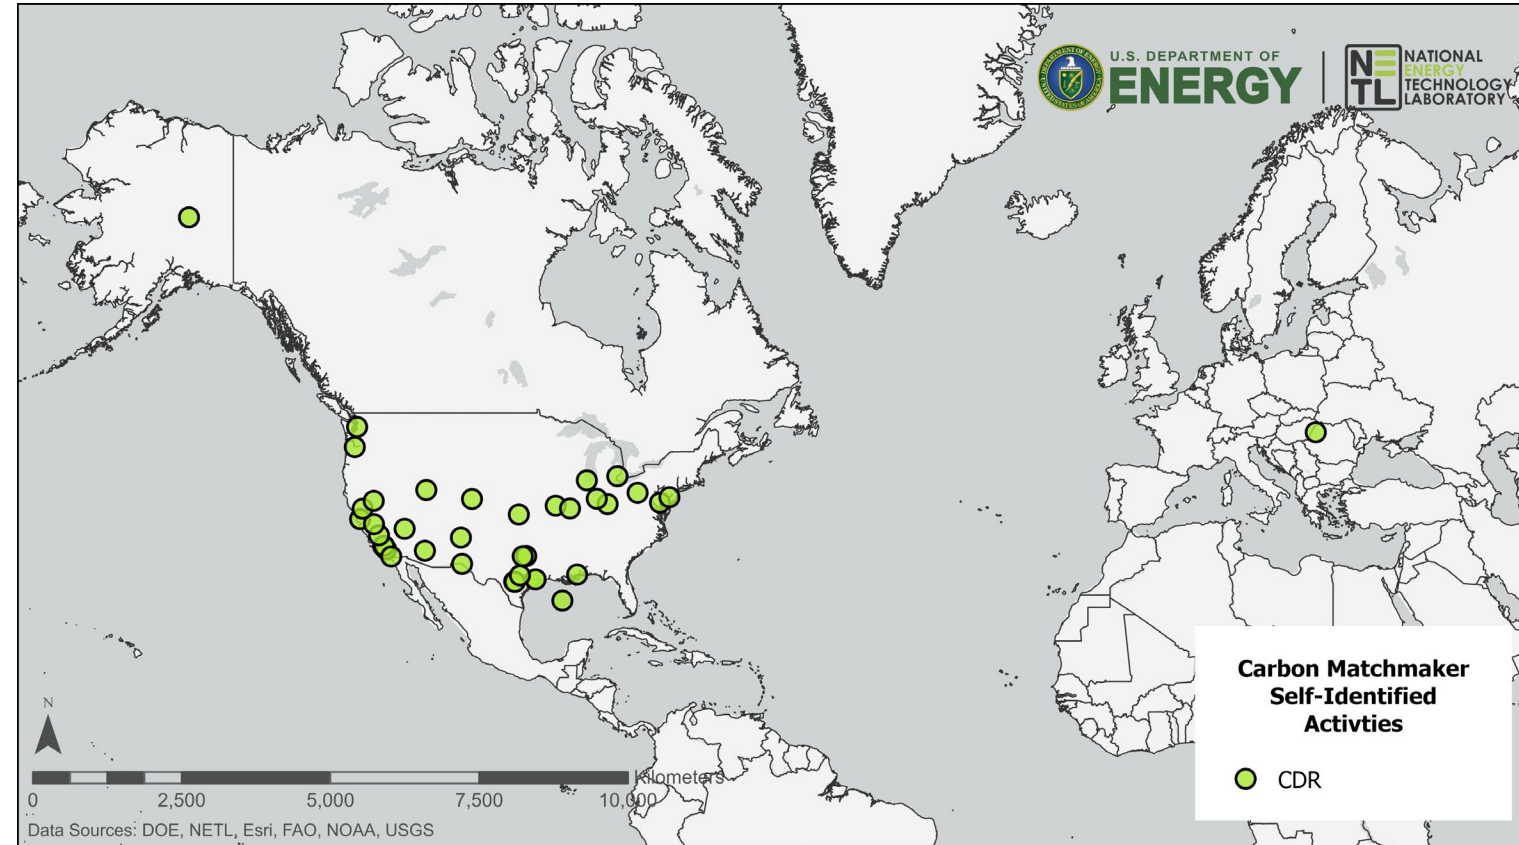 U.S. DEPARTMENT OF
ENERGY
NETL
NATIONAL
ENERGY
TECHNOLOGY
LABORATORY
Carbon Matchmaker
Self-Identified
Activties
CDR
N
Kilometers
0 2,500 5,000 7,500 10,000
Data Sources: DOE, NETL, Esri, FAO, NOAA, USGS